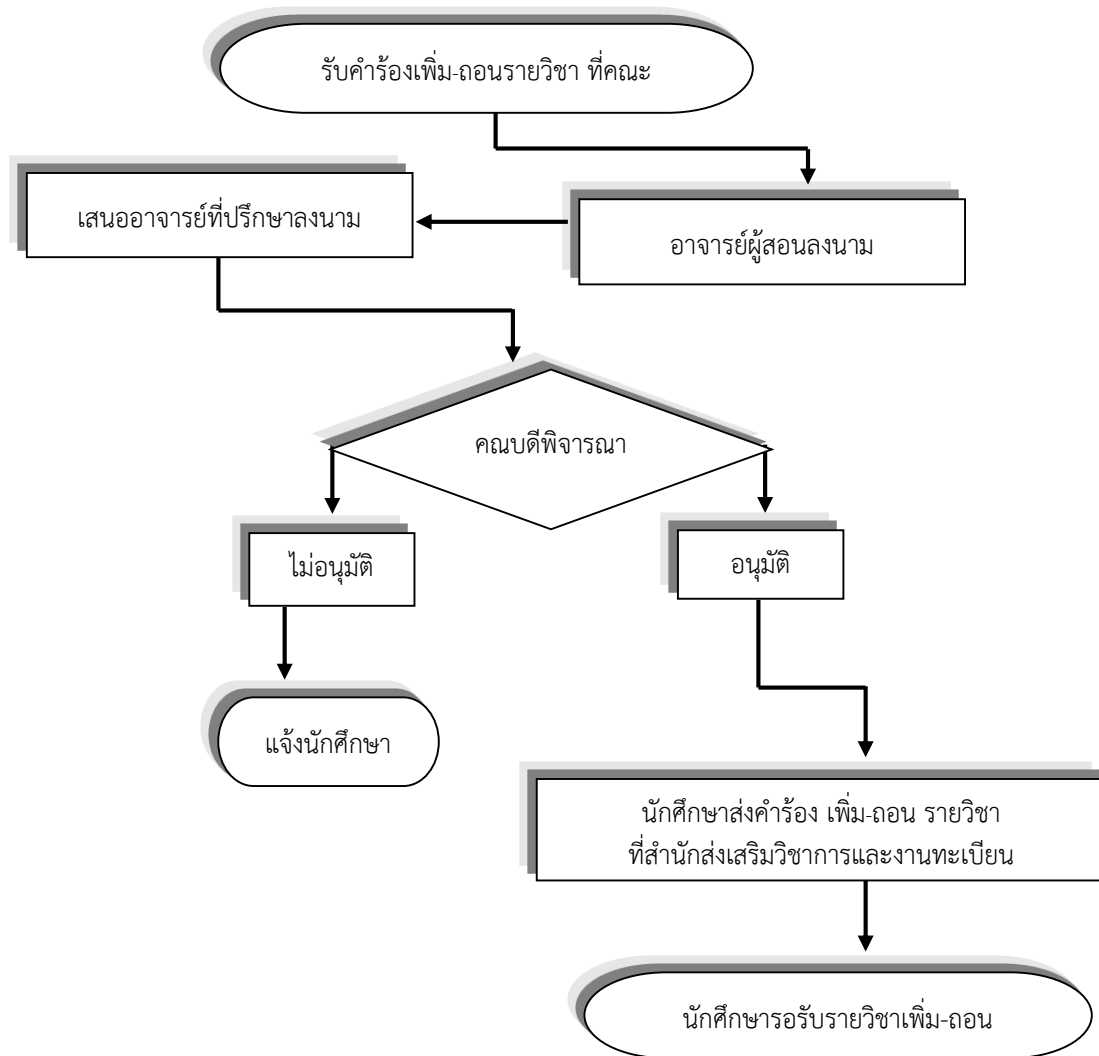 รับคำร้องเพิ่ม-ถอนรายวิชา ที่คณะ
อาจารย์ผู้สอนลงนาม
เสนออาจารย์ที่ปรึกษาลงนาม
คณบดีพิจารณา
ไม่อนุมัติ
อนุมัติ
แจ้งนักศึกษา
นักศึกษาส่งคำร้อง เพิ่ม-ถอน รายวิชา
ที่สำนักส่งเสริมวิชาการและงานทะเบียน
นักศึกษารอรับรายวิชาเพิ่ม-ถอน